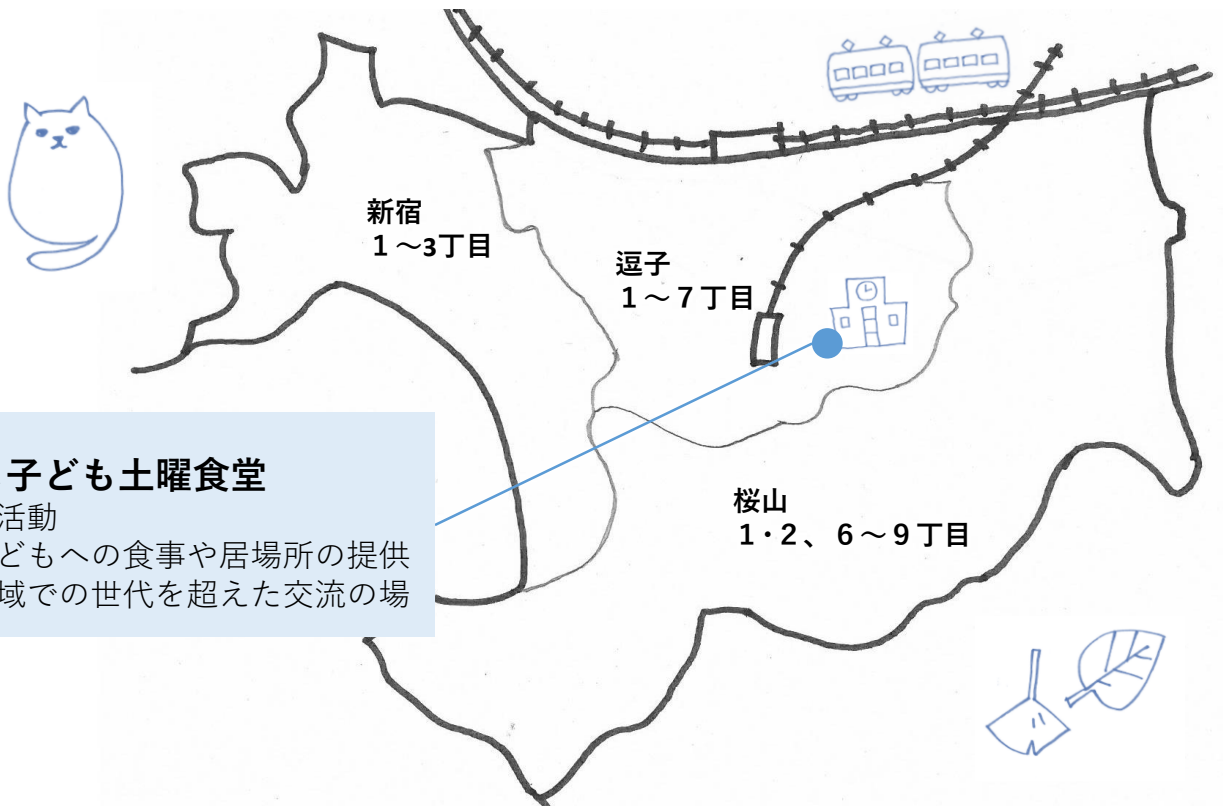 新宿
1～3丁目
逗子
1～7丁目
子ども土曜食堂
活動
どもへの食事や居場所の提供
域での世代を超えた交流の場
桜山
1・2、6～9丁目